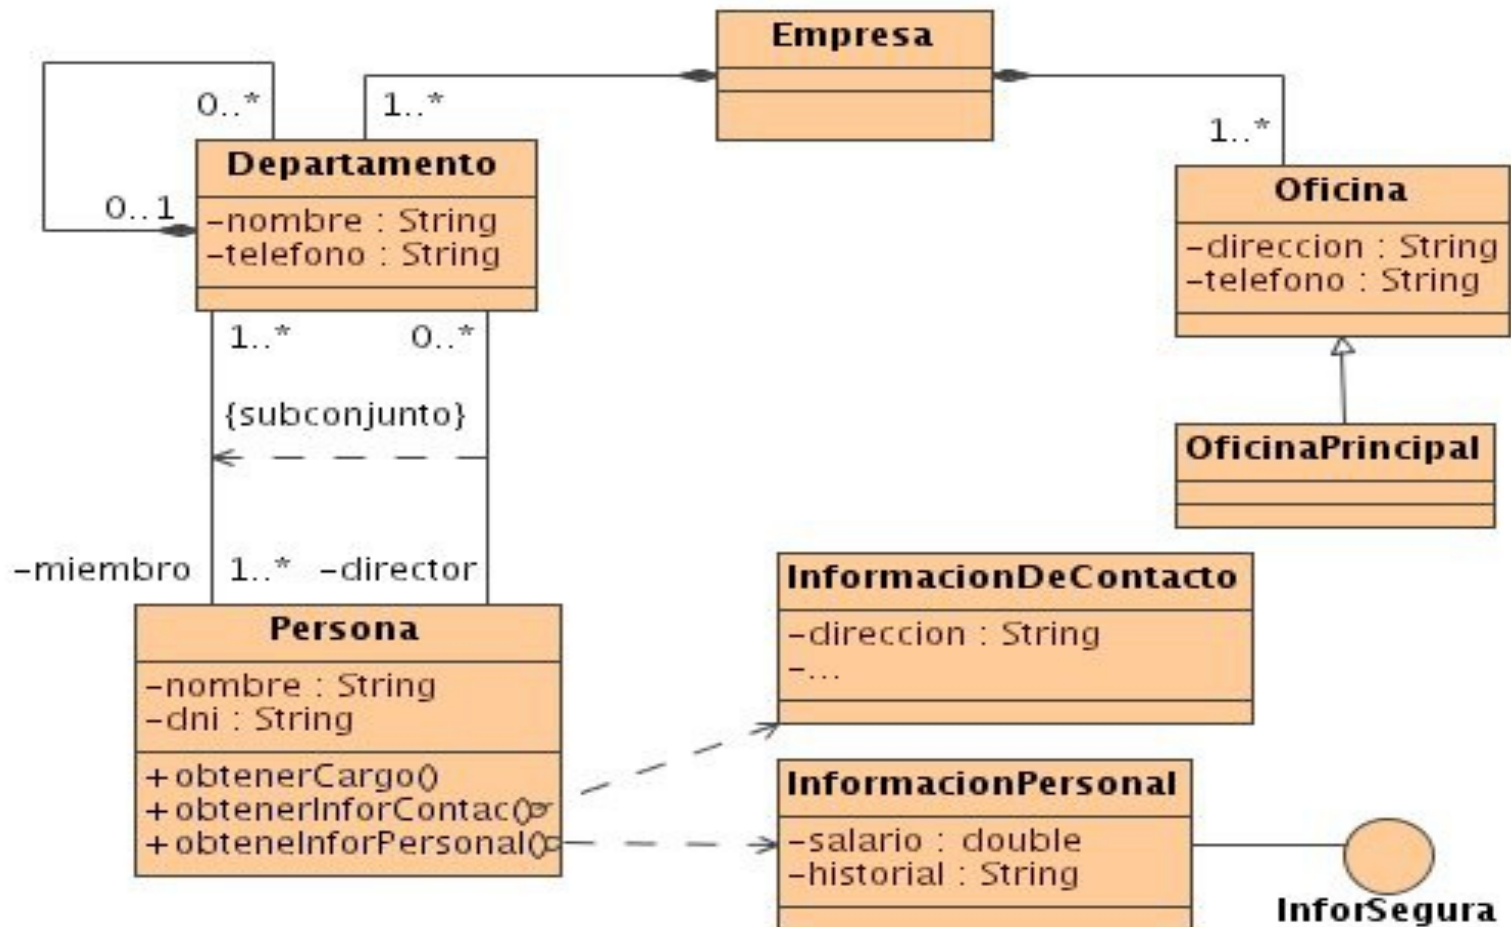 Empresa
0..*
1..*
1..*
Departamento
0..1
-nombre : String
-telefono : String
Oficina
-direccion : String
-telefono : String
1..*
0..*
{subconjunto}
OficinaPrincipal
-miembro
1..*
-director
Persona
-nombre : String
-dni : String
+obtenerCargo()
+obtenerInforContac()
+obteneInforPersonal()
InformacionDeContacto
-direccion : String
-...
InformacionPersonal
-salario : double
-historial : String
InforSegura